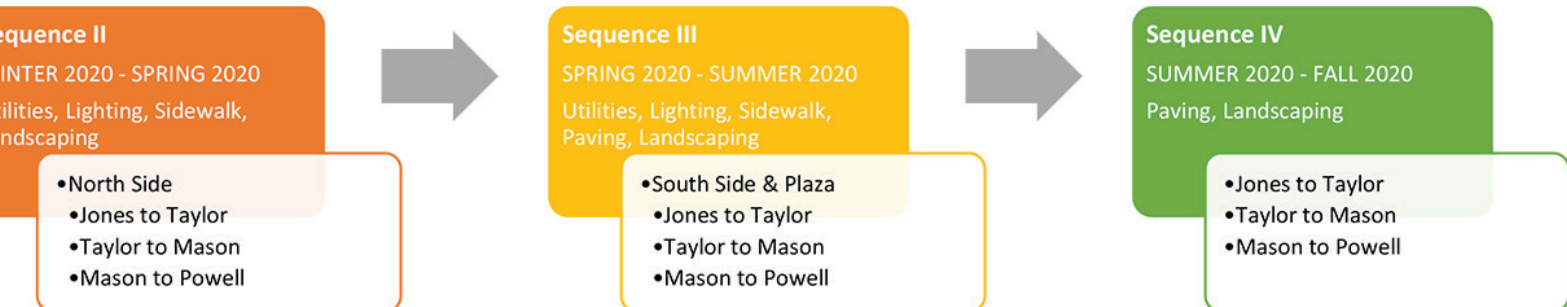 equence II
INTER 2020 - SPRING 2020
tilities, Lighting, Sidewalk,
ndscaping
•North Side
•Jones to Taylor
•Taylor to Mason
•Mason to Powell
Sequence III
SPRING 2020 - SUMMER 2020
Utilities, Lighting, Sidewalk,
Paving, Landscaping
•South Side & Plaza
•Jones to Taylor
•Taylor to Mason
•Mason to Powell
Sequence IV
SUMMER 2020 - FALL 2020
Paving, Landscaping
•Jones to Taylor
•Taylor to Mason
•Mason to Powell